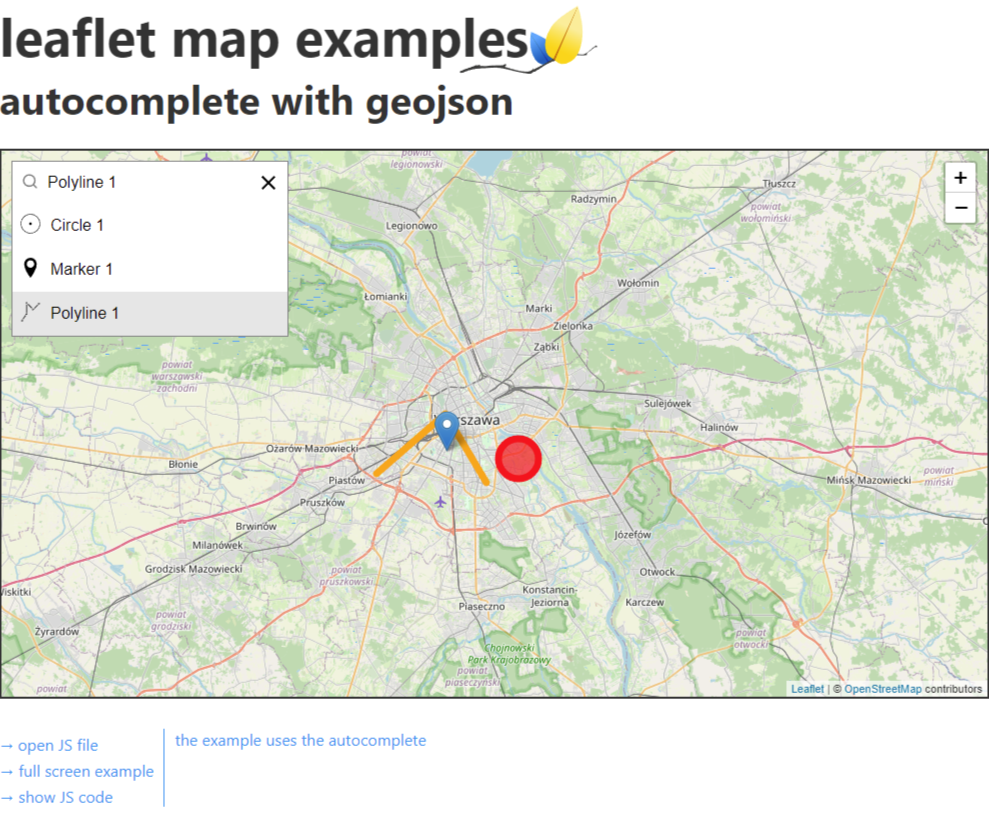 leaflet map examples
autocomplete with geojson
Polyline 1
Circle 1
Marker 1
Polyline 1
+
−
powiat
legionowski
Tłuszcz
Radzymin
powiat
wołomiński
Legionowo
Wołomin
Łomianki
Marki
Zielonka
Ząbki
powiat
warszawski
zachodni
Sulejówek
Halinów
Ożarów Mazowiecki
Błonie
Piastów
Mińsk Mazowiecki
powiat
miński
Pruszków
Brwinów
Józefów
Milanówek
Grodzisk Mazowiecki
powiat
pruszkowski
Otwock
Konstancin-
Jeziorna
Karczew
Piaseczno
powiat
grodziski
Żyrardów
powiat
otwocki
Chojnowski
Park Krajobrazowy
powiat
piaseczyński
powiat
Leaflet | © OpenStreetMap contributors
→ open JS file
→ full screen example
→ show JS code
the example uses the autocomplete